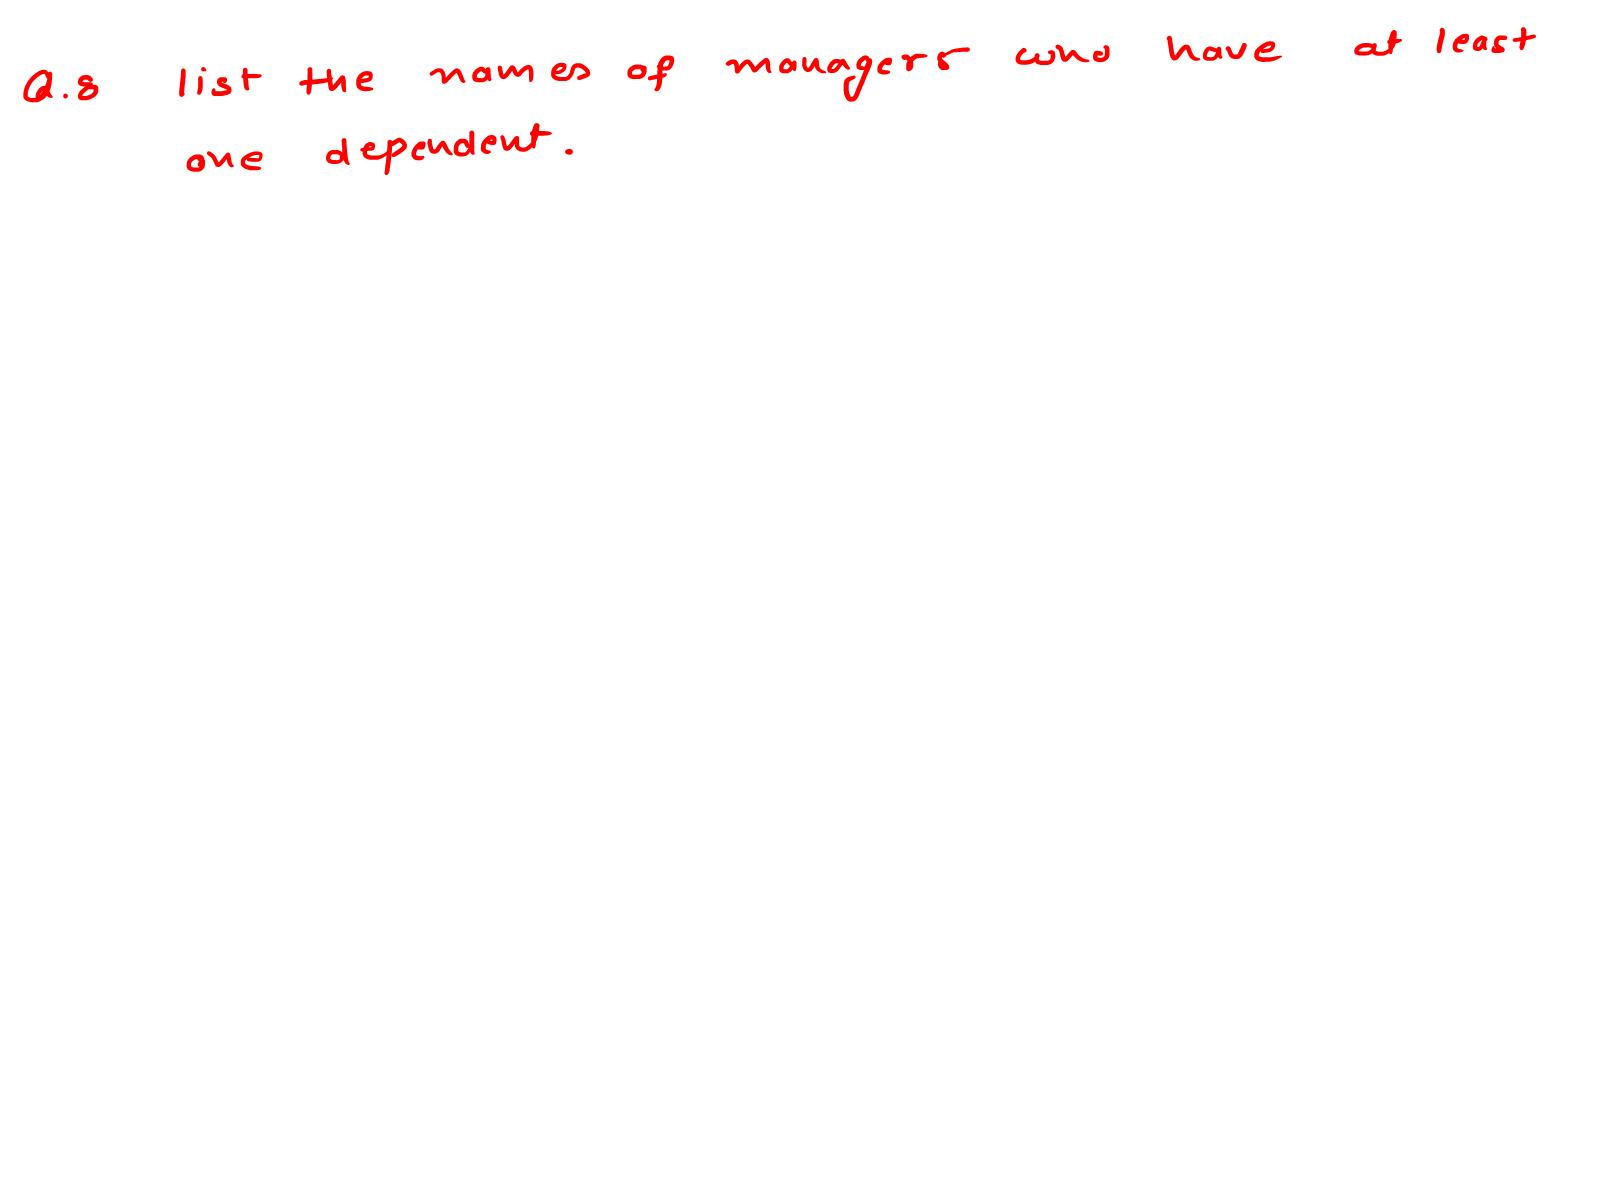 Q.8 list the names of managers who have at least
one dependent.